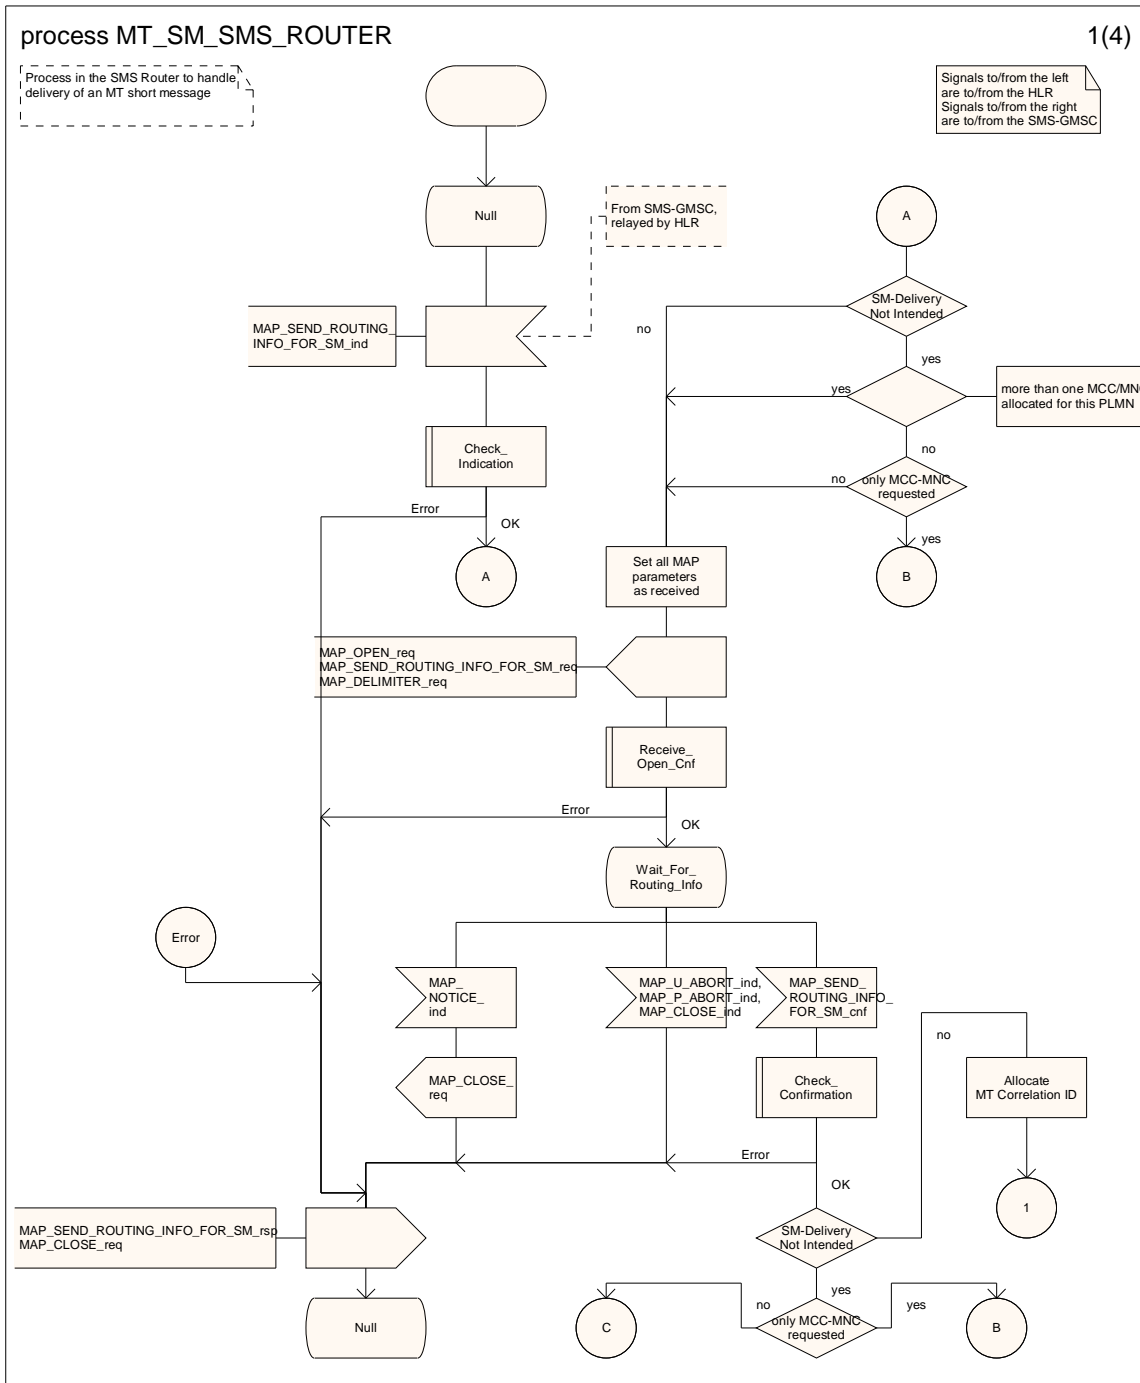 process MT_SM_SMS_ROUTER
1(4)
Process in the SMS Router to handle
delivery of an MT short message
Signals to/from the left
are to/from the HLR
Signals to/from the right
are to/from the SMS-GMSC
Null
From SMS-GMSC,
relayed by HLR
A
SM-Delivery
Not Intended
no
yes
MAP_SEND_ROUTING_
INFO_FOR_SM_ind
yes
more than one MCC/MNC
allocated for this PLMN
no
Check_
Indication
only MCC-MNC
requested
no
yes
Error
OK
A
B
Set all MAP
parameters
as received
MAP_OPEN_req
MAP_SEND_ROUTING_INFO_FOR_SM_req
MAP_DELIMITER_req
Receive_
Open_Cnf
Error
OK
Wait_For_
Routing_Info
Error
MAP_
NOTICE_
ind
MAP_U_ABORT_ind,
MAP_P_ABORT_ind,
MAP_CLOSE_ind
MAP_SEND_
ROUTING_INFO_
FOR_SM_cnf
no
MAP_CLOSE_
req
Check_
Confirmation
Allocate
MT Correlation ID
Error
OK
1
MAP_SEND_ROUTING_INFO_FOR_SM_rsp
MAP_CLOSE_req
SM-Delivery
Not Intended
yes
Null
C
no
only MCC-MNC
requested
yes
B